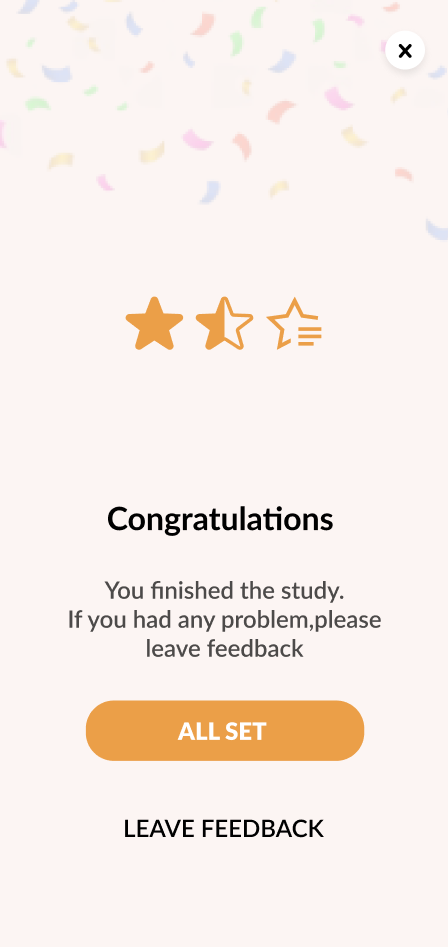 Congratulations
You finished the study.
If you had any problem,please
leave feedback
ALL SET
LEAVE FEEDBACK